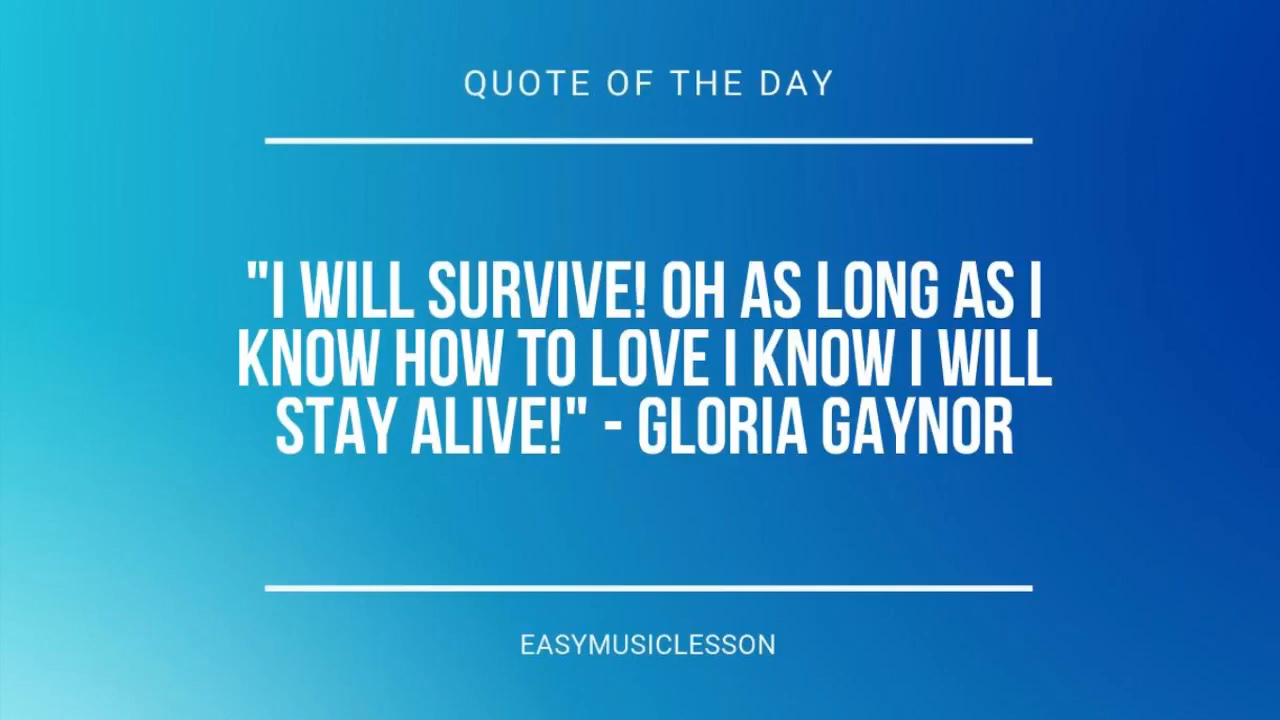 QUOTE OF THE DAY
"I WILL SURVIVE! OH AS LONG AS I
KNOW HOW TO LOVE I KNOW I WILL
STAY ALIVE!" - GLORIA GAYNOR
EASYMUSICLESSON